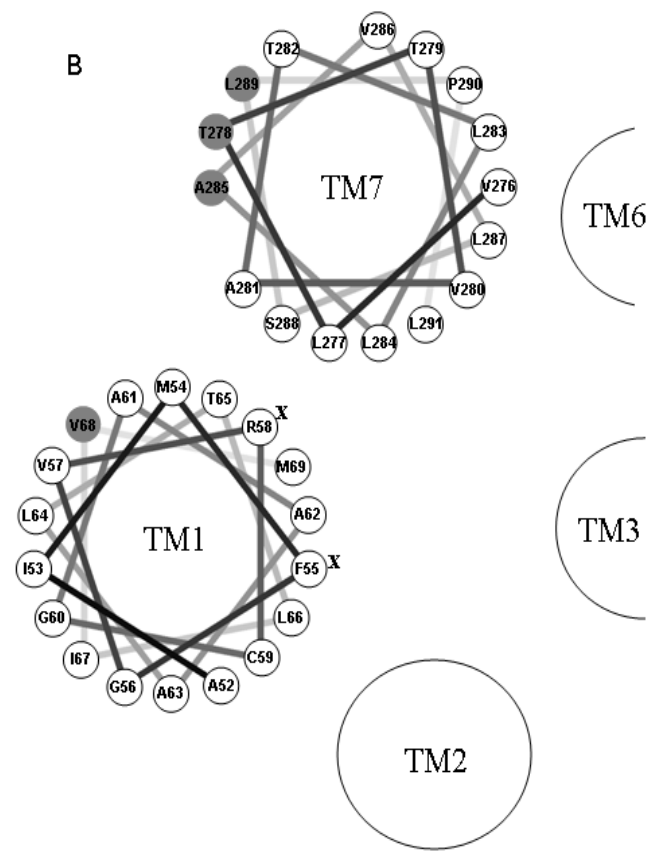 B
V286
T282
T279
L289
P290
T278
L283
TM7
A285
V276
TM6
L287
A281
V280
S288
L291
L277
L284
M54
A61
T65
x
V68
R58
V57
M69
L64
A62
TM1
TM3
I53
F55
x
G60
L66
I67
C59
G56
A63
A52
TM2